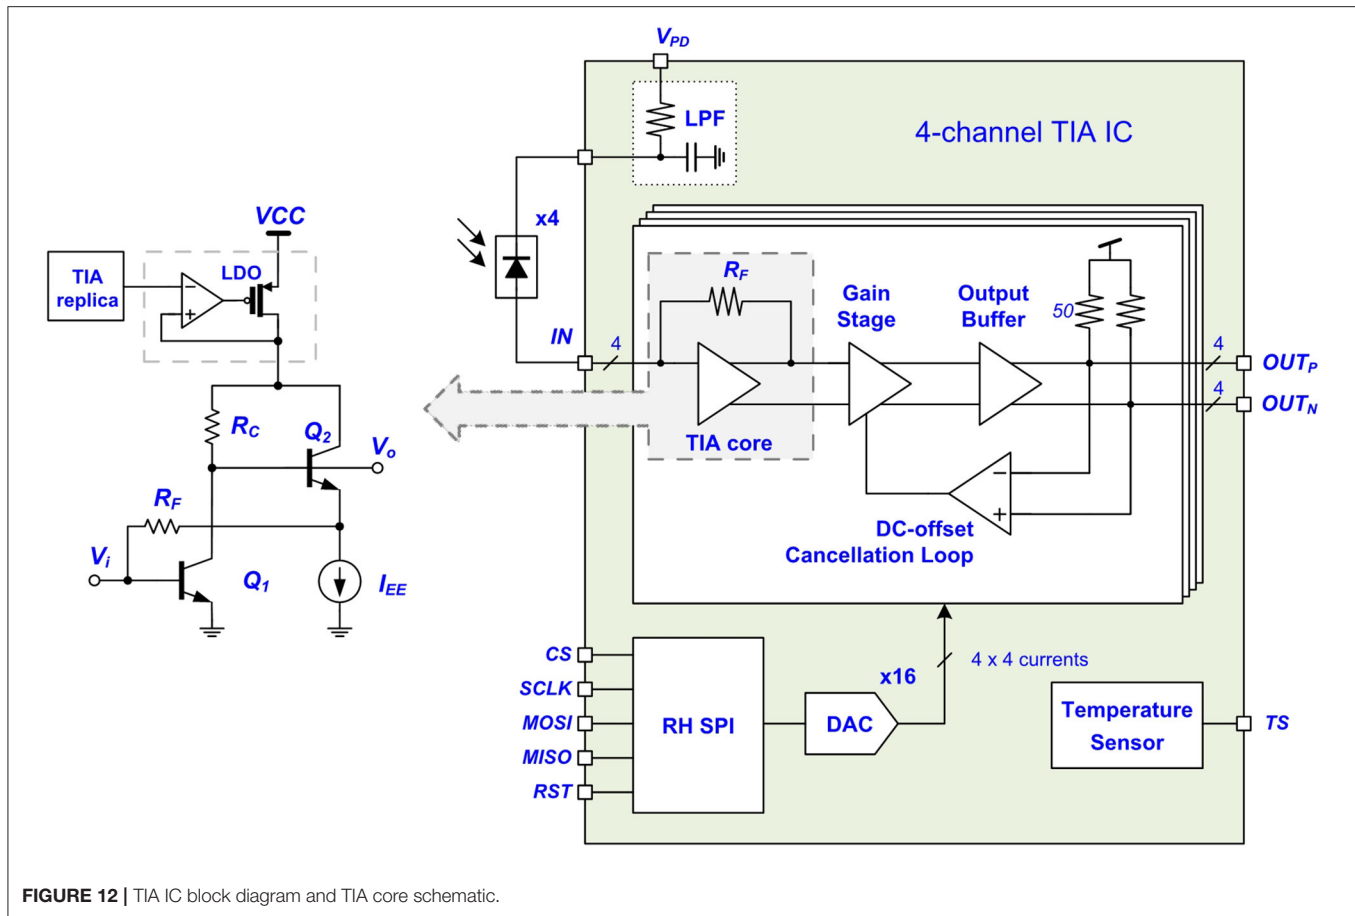 V_PD
LPF
4-channel TIA IC
x4
VCC
LDO
TIA
replica
R_C
Q_2
V_o
R_F
V_i
Q_1
I_EE
IN
4
R_F
TIA core
Gain
Stage
Output
Buffer
50
4
OUT_P
4
OUT_N
DC-offset
Cancellation Loop
CS
SCLK
MOSI
MISO
RST
RH SPI
x16
DAC
4 x 4 currents
Temperature
Sensor
TS
FIGURE 12 | TIA IC block diagram and TIA core schematic.